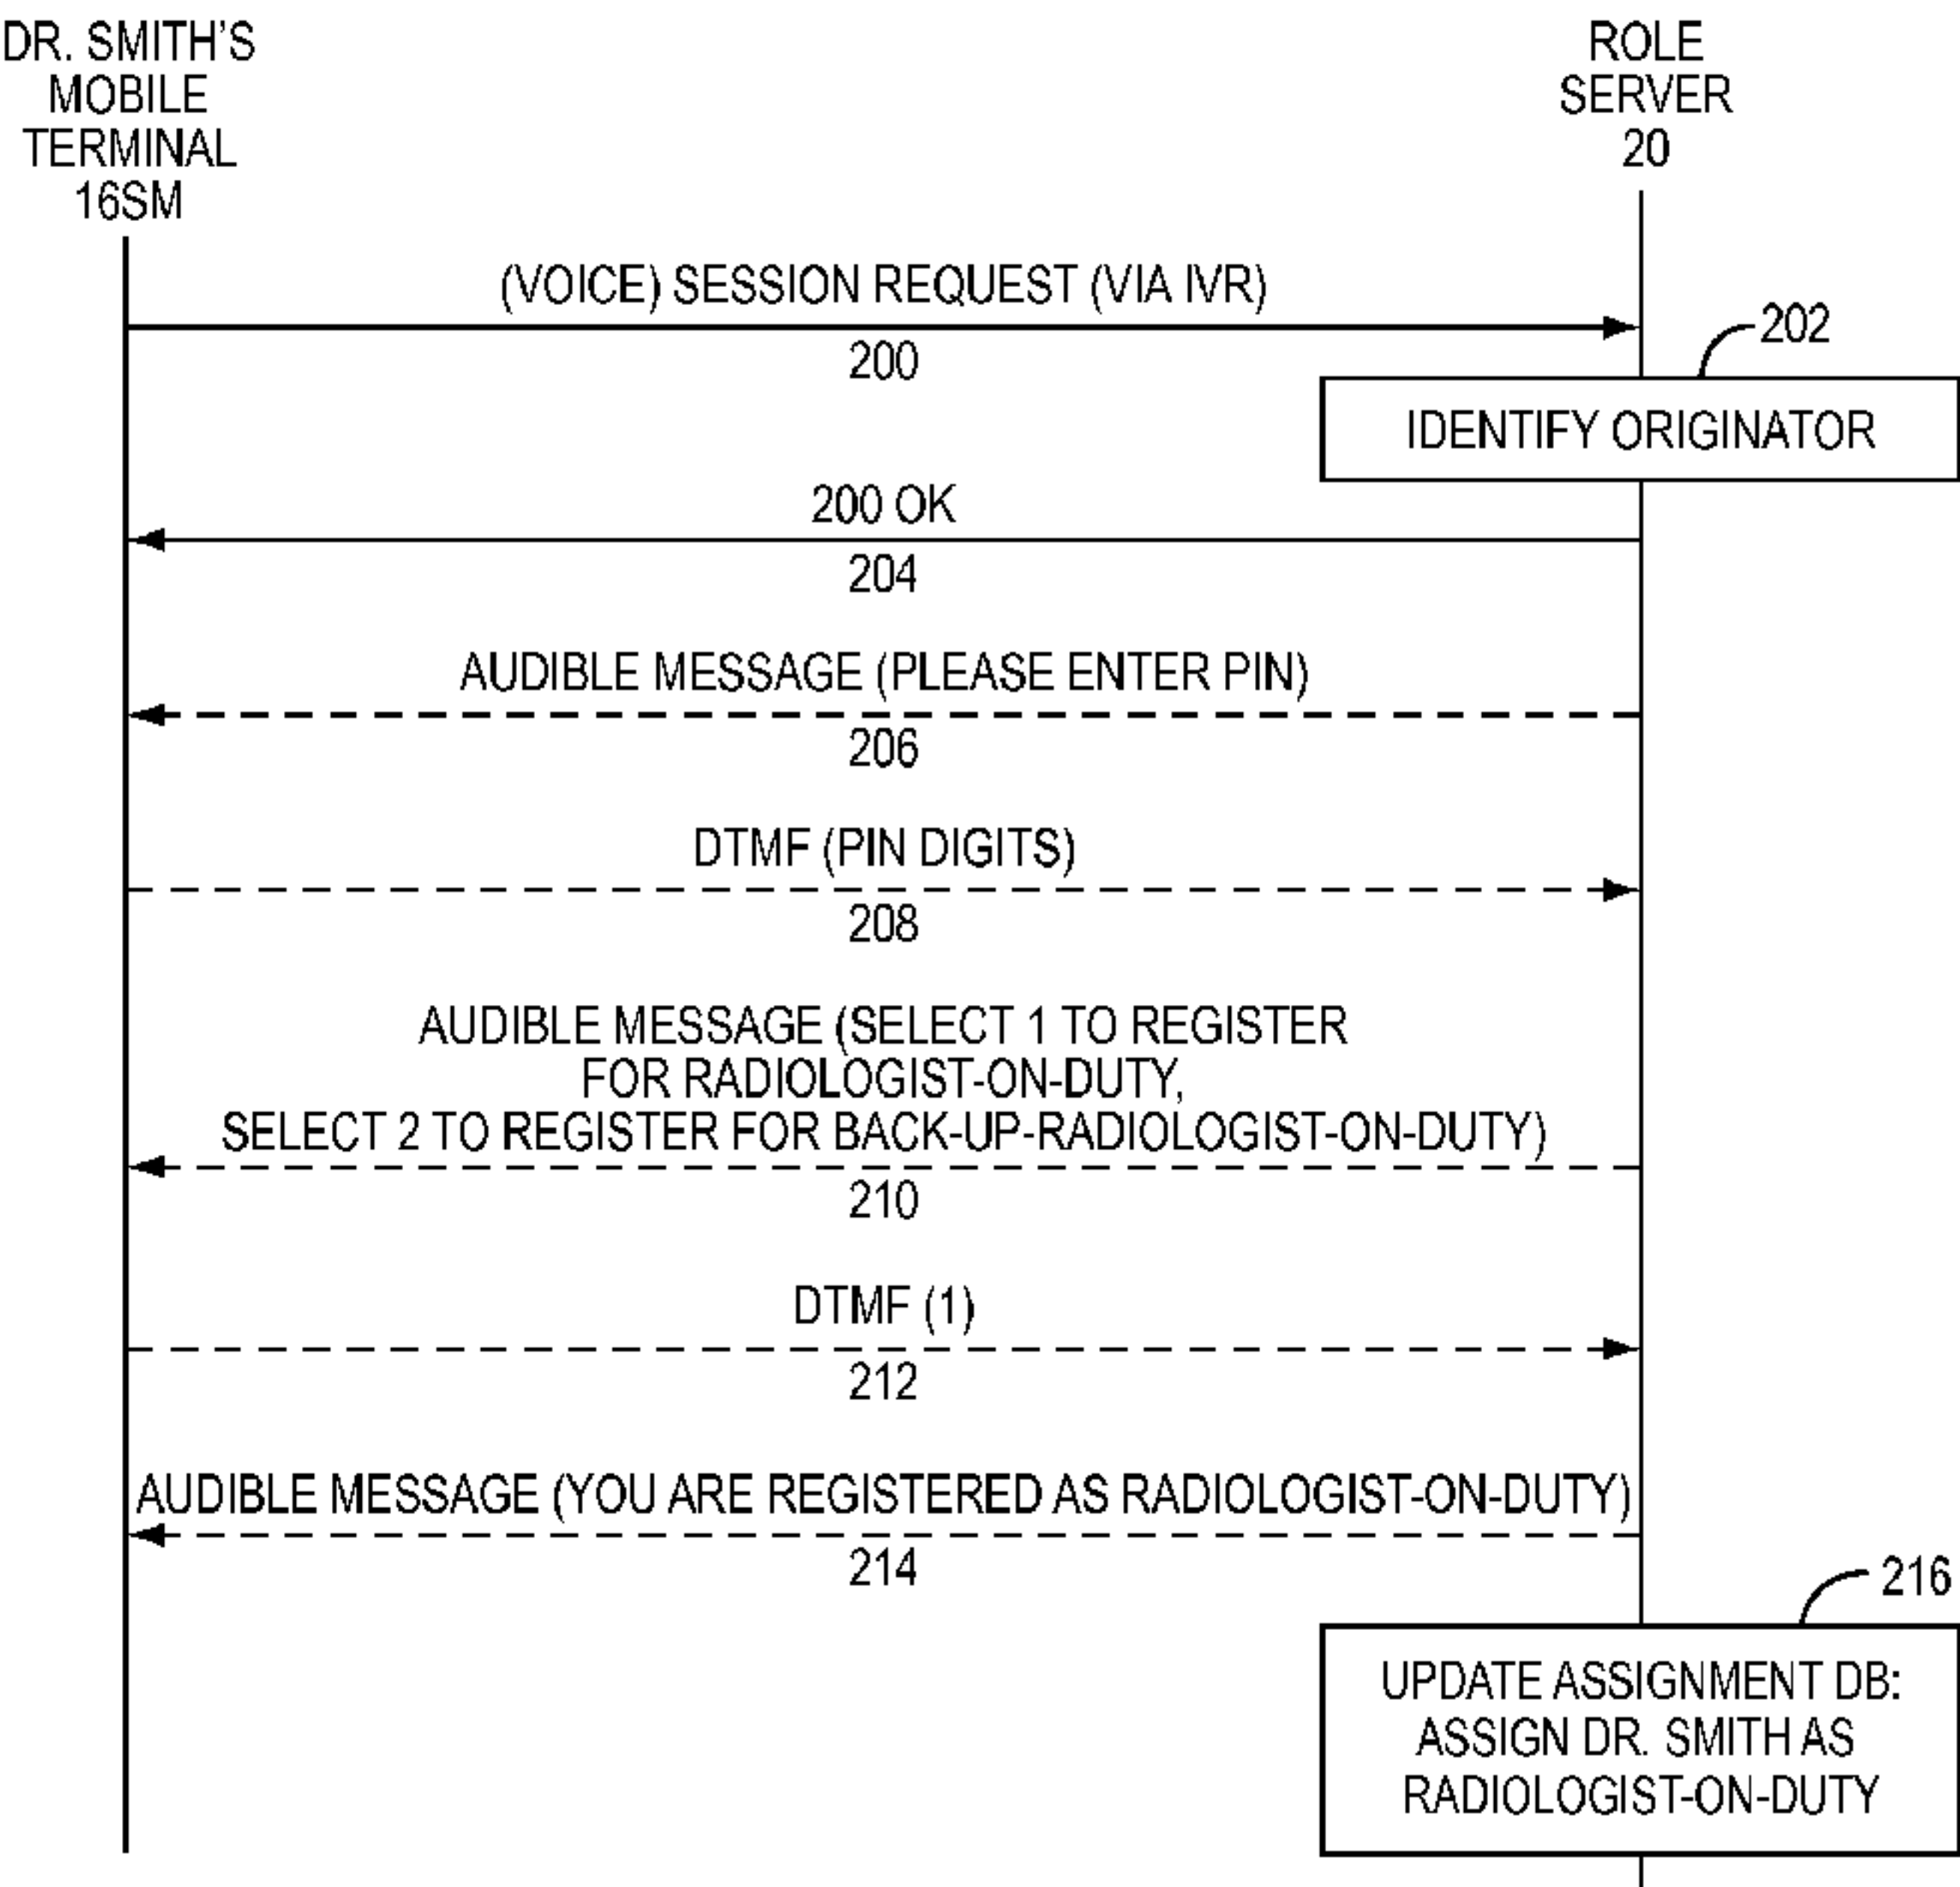 DR. SMITH'S
MOBILE
TERMINAL
16SM
ROLE
SERVER
20
(VOICE) SESSION REQUEST (VIA IVR)
200
202
IDENTIFY ORIGINATOR
200 OK
204
AUDIBLE MESSAGE (PLEASE ENTER PIN)
206
DTMF (PIN DIGITS)
208
AUDIBLE MESSAGE (SELECT 1 TO REGISTER
FOR RADIOLOGIST-ON-DUTY,
SELECT 2 TO REGISTER FOR BACK-UP-RADIOLOGIST-ON-DUTY)
210
DTMF (1)
212
AUDIBLE MESSAGE (YOU ARE REGISTERED AS RADIOLOGIST-ON-DUTY)
214
216
UPDATE ASSIGNMENT DB:
ASSIGN DR. SMITH AS
RADIOLOGIST-ON-DUTY